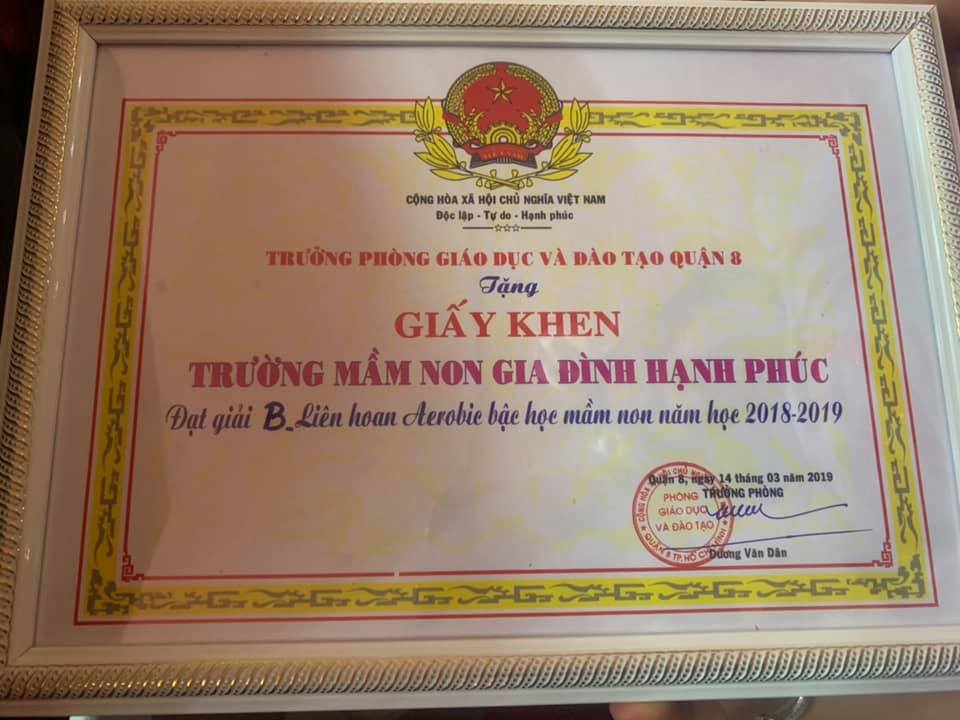 VIỆT NAM
CỘNG HÒA XÃ HỘI CHỦ NGHĨA VIỆT NAM
Độc lập - Tự do - Hạnh phúc
TRƯỞNG PHÒNG GIÁO DỤC VÀ ĐÀO TẠO QUẬN 8
Tặng
GIẤY KHEN
TRƯỜNG MẦM NON GIA ĐÌNH HẠNH PHÚC
Đạt giải B_Liên hoan Aerobic bậc học mầm non năm học 2018-2019
Quận 8, ngày 14 tháng 03 năm 2019
TRƯỞNG PHÒNG
PHÒNG
GIÁO DỤC
VÀ ĐÀO TẠO
Dương Văn Dân